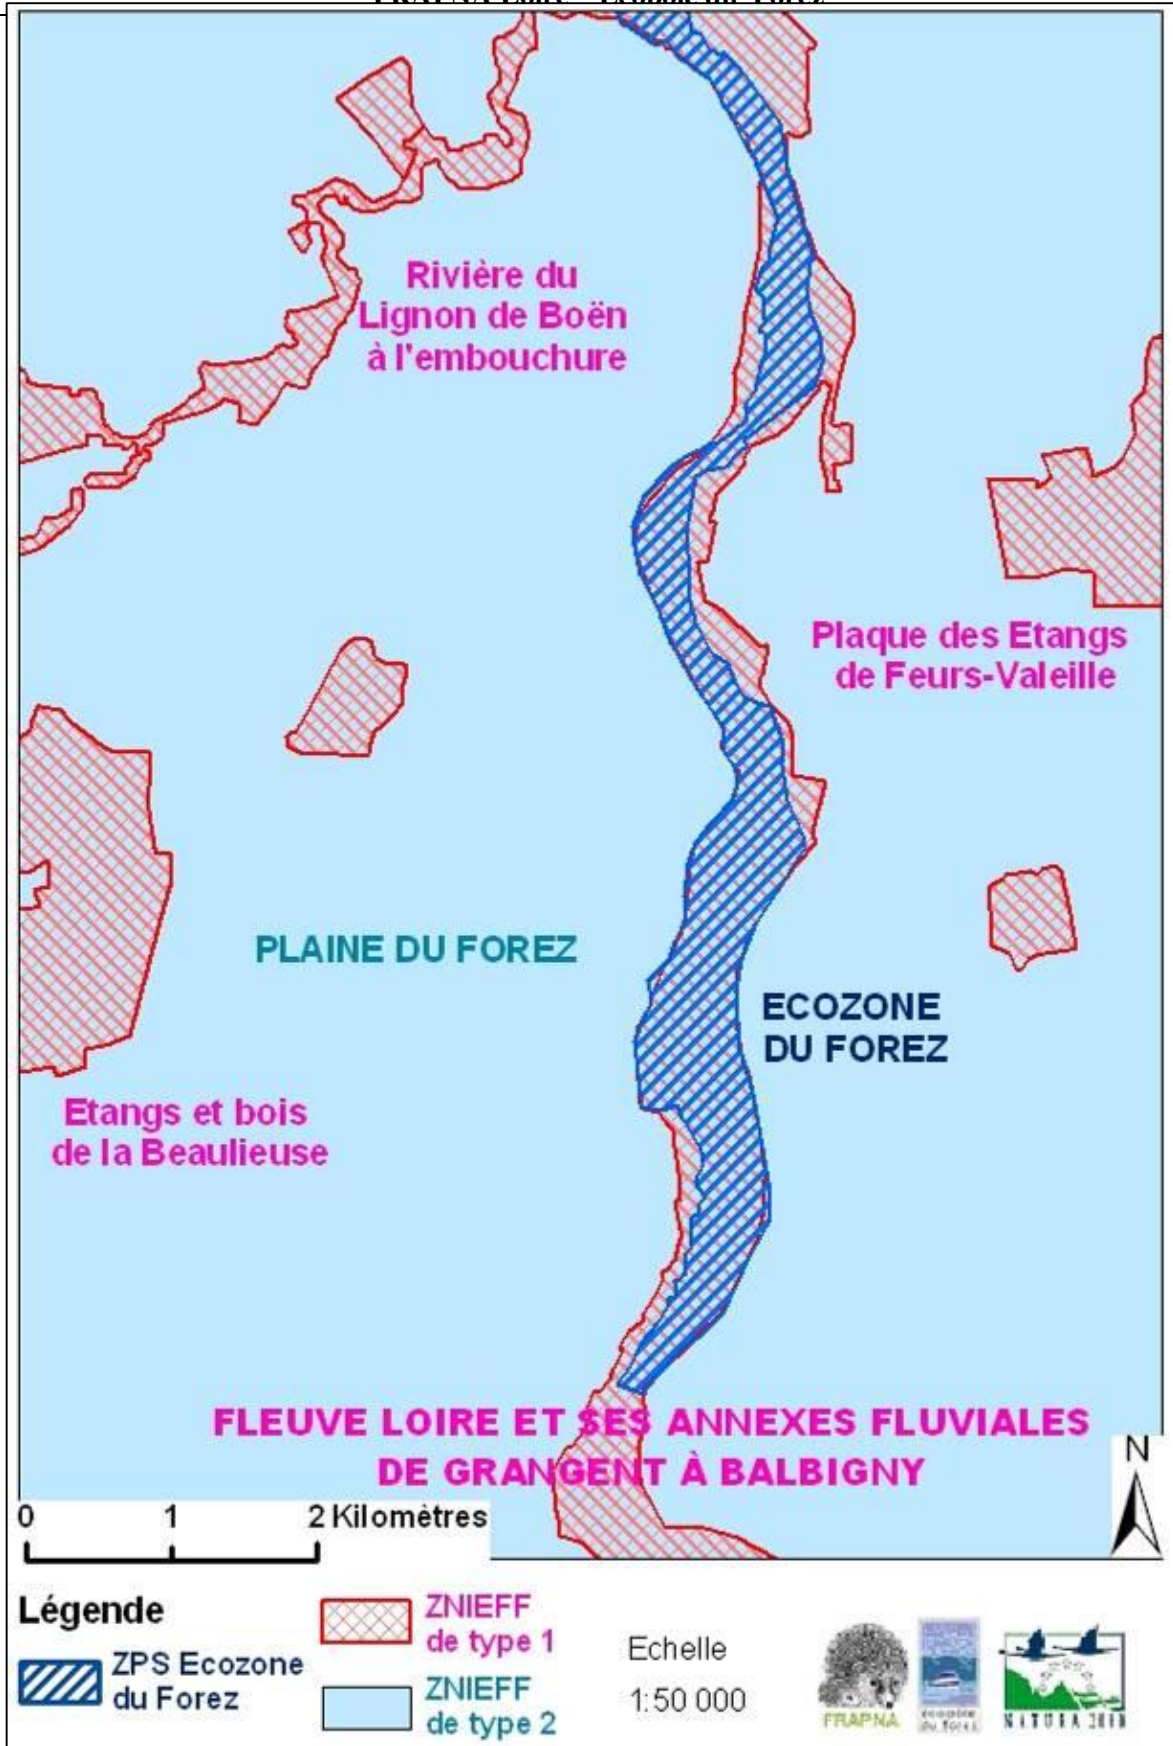 Rivière du
Lignon de Boën
à l'embouchure
Plaque des Etangs
de Feurs-Valeille
PLAINE DU FOREZ
ECOZONE
DU FOREZ
Etangs et bois
de la Beaulieuse
FLEUVE LOIRE ET SES ANNEXES FLUVIALES
DE GRANGENT À BALBIGNY
N
0 1 2 Kilomètres
Légende
ZPS Ecozone
du Forez
ZNIEFF
de type 1
ZNIEFF
de type 2
Echelle
1:50 000
FRAPNA